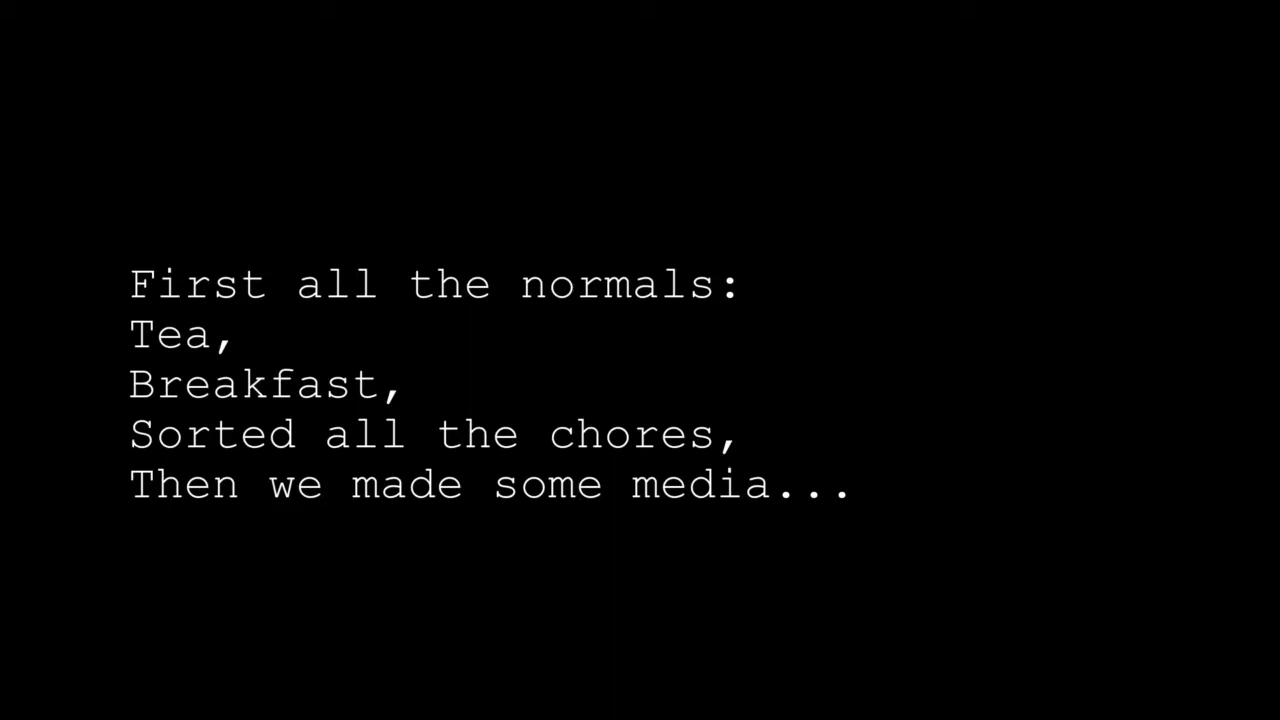 First all the normals:
Tea,
Breakfast,
Sorted all the chores,
Then we made some media...